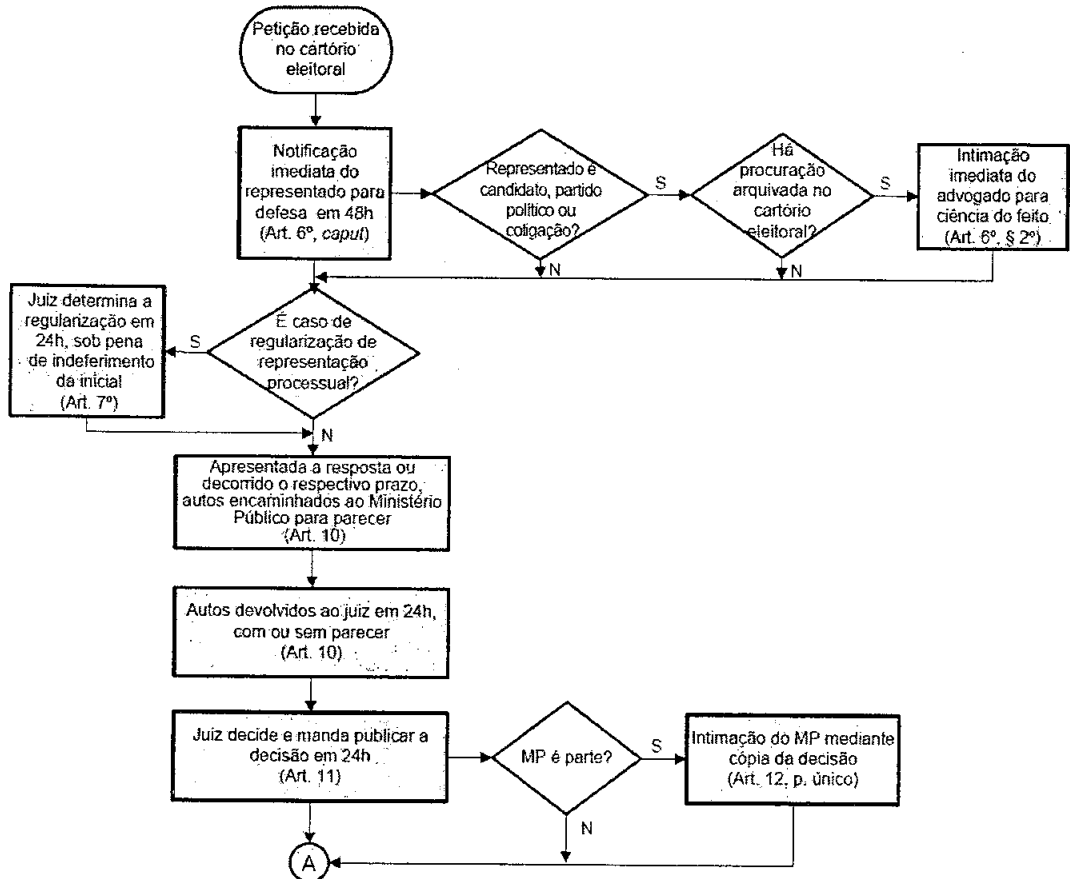 Petição recebida
no cartório
eleitoral
Notificação
imediata do
representado para
defesa em 48h
(Art. 6º, caput)
Representado é
candidato, partido
político ou
coligação?
S
N
Há
procuração
arquivada no
cartório
eleitoral?
S
N
Intimação
imediata do
advogado para
ciência do feito
(Art. 6º, § 2º)
É caso de
regularização de
representação
processual?
S
N
Juiz determina a
regularização em
24h, sob pena
de indeferimento
da inicial
(Art. 7º)
Apresentada a resposta ou
decorrido o respectivo prazo,
autos encaminhados ao Ministério
Público para parecer
(Art. 10)
Autos devolvidos ao juiz em 24h,
com ou sem parecer
(Art. 10)
Juiz decide e manda publicar a
decisão em 24h
(Art. 11)
MP é parte?
S
N
Intimação do MP mediante
cópia da decisão
(Art. 12, p. único)
A